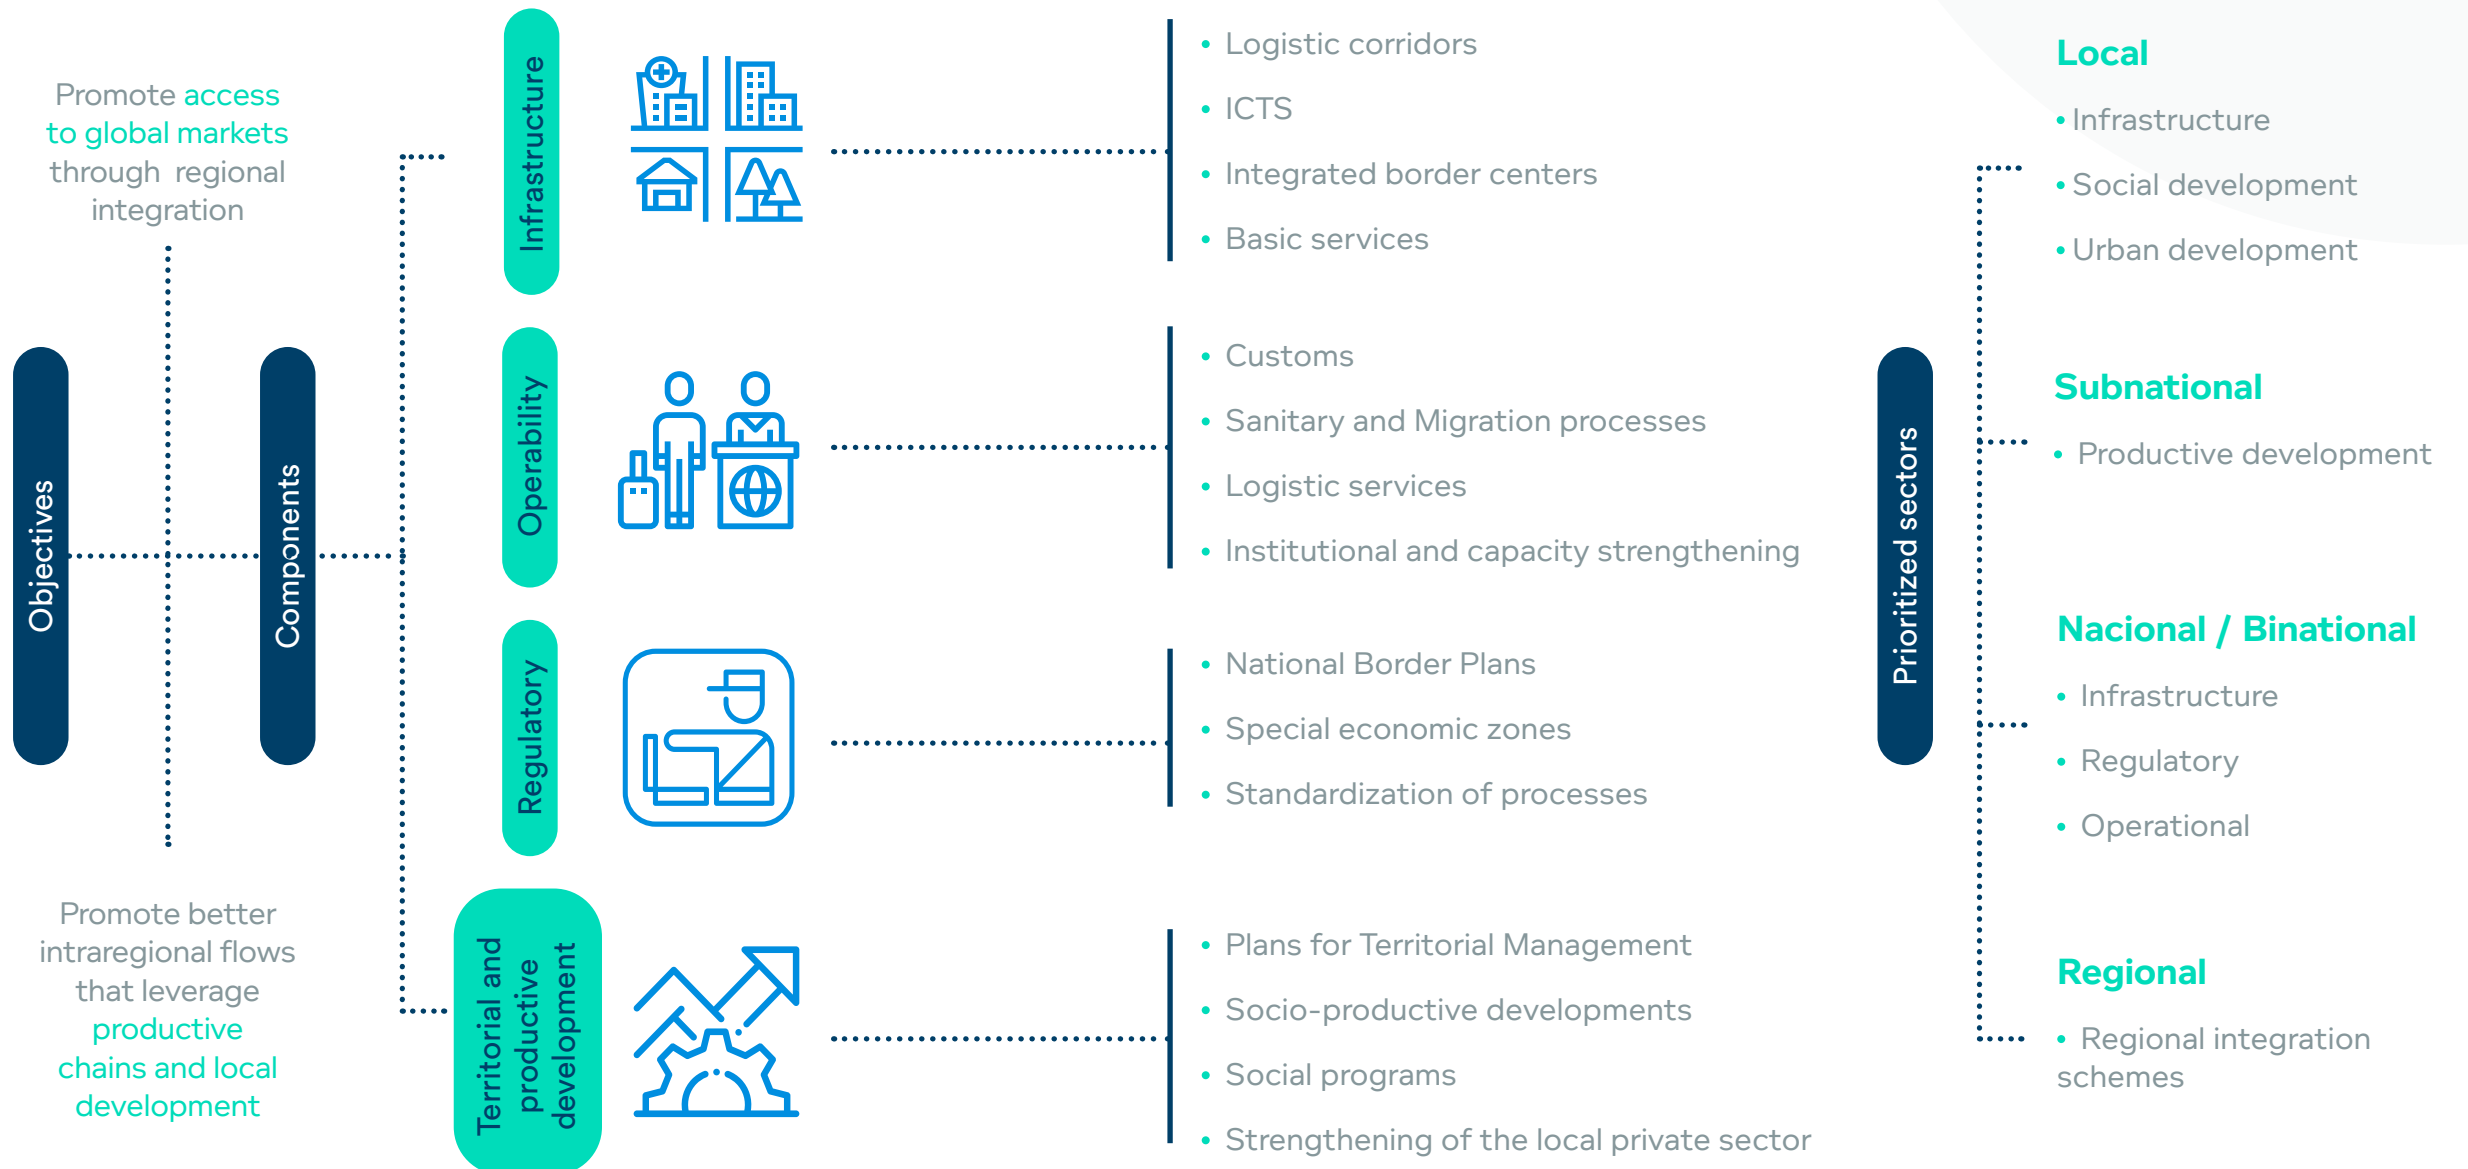 Objectives
Promote access
to global markets
through regional
integration
Promote better
intraregional flows
that leverage
productive
chains and local
development
Components
Infrastructure
• Logistic corridors
• ICTS
• Integrated border centers
• Basic services
Operability
• Customs
• Sanitary and Migration processes
• Logistic services
• Institutional and capacity strengthening
Regulatory
• National Border Plans
• Special economic zones
• Standardization of processes
Territorial and
productive
development
• Plans for Territorial Management
• Socio-productive developments
• Social programs
• Strengthening of the local private sector
Prioritized sectors
Local
• Infrastructure
• Social development
• Urban development
Subnational
• Productive development
Nacional / Binational
• Infrastructure
• Regulatory
• Operational
Regional
• Regional integration
schemes